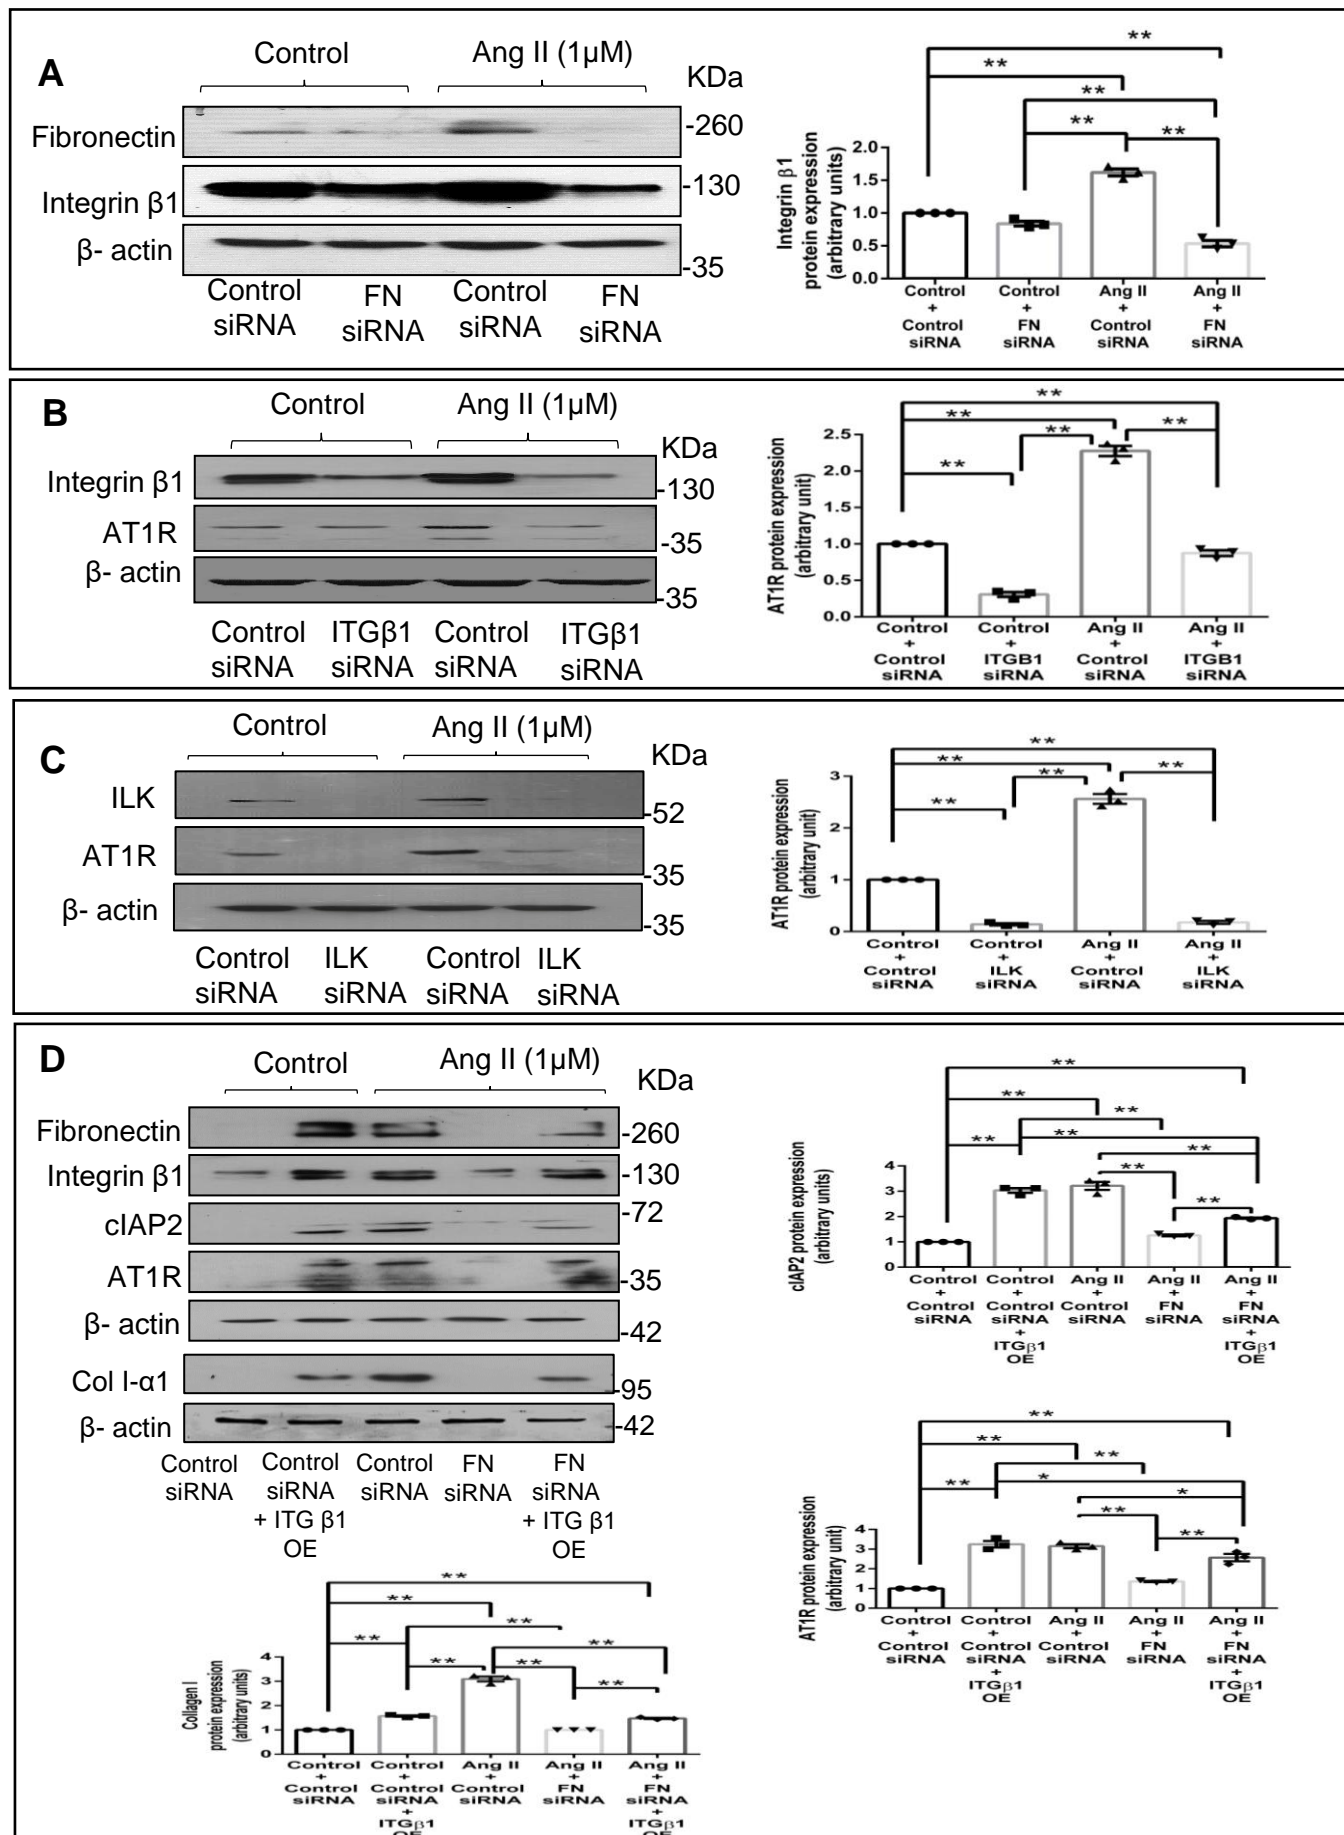 A
Control
Ang II (1μM)
KDa
Fibronectin
-260
Integrin β1
-130
β- actin
-35
Control
siRNA
FN
siRNA
Control
siRNA
FN
siRNA
Integrin β1
protein expression
(arbitrary units)
2.0
1.5
1.0
0.5
0.0
**
**
**
**
**
Control
+
Control
siRNA
Control
+
FN
siRNA
Ang II
+
Control
siRNA
Ang II
+
FN
siRNA
B
Control
Ang II (1μM)
KDa
Integrin β1
-130
AT1R
-35
β- actin
-35
Control
siRNA
ITGβ1
siRNA
Control
siRNA
ITGβ1
siRNA
AT1R protein expression
(arbitrary unit)
2.5
2.0
1.5
1.0
0.5
0.0
**
**
**
**
**
Control
+
Control
siRNA
Control
+
ITGB1
siRNA
Ang II
+
Control
siRNA
Ang II
+
ITGB1
siRNA
C
Control
Ang II (1μM)
KDa
ILK
-52
AT1R
-35
β- actin
-35
Control
siRNA
ILK
siRNA
Control
siRNA
ILK
siRNA
AT1R protein expression
(arbitrary unit)
3
2
1
0
**
**
**
**
**
Control
+
Control
siRNA
Control
+
ILK
siRNA
Ang II
+
Control
siRNA
Ang II
+
ILK
siRNA
D
Control
Ang II (1μM)
KDa
Fibronectin
-260
Integrin β1
-130
cIAP2
-72
AT1R
-35
β- actin
-42
Col I-α1
-95
β- actin
-42
Control
siRNA
Control
siRNA
+ ITG β1
OE
Control
siRNA
FN
siRNA
FN
siRNA
+ ITG β1
OE
cIAP2 protein expression
(arbitrary units)
4
3
2
1
0
**
**
**
**
**
**
**
**
Control
+
Control
siRNA
Control
+
Control
siRNA
+
ITGβ1
OE
Ang II
+
Control
siRNA
Ang II
+
FN
siRNA
Ang II
+
FN
siRNA
+
ITGβ1
OE
AT1R protein expression
(arbitrary unit)
4
3
2
1
0
**
**
**
**
*
*
**
**
Control
+
Control
siRNA
Control
+
Control
siRNA
+
ITGβ1
OE
Ang II
+
Control
siRNA
Ang II
+
FN
siRNA
Ang II
+
FN
siRNA
+
ITGβ1
OE
Collagen I
protein expression
(arbitrary units)
4
3
2
1
0
**
**
**
**
**
**
**
**
Control
+
Control
siRNA
Control
+
Control
siRNA
+
ITGβ1
OE
Ang II
+
Control
siRNA
Ang II
+
FN
siRNA
Ang II
+
FN
siRNA
+
ITGβ1
OE